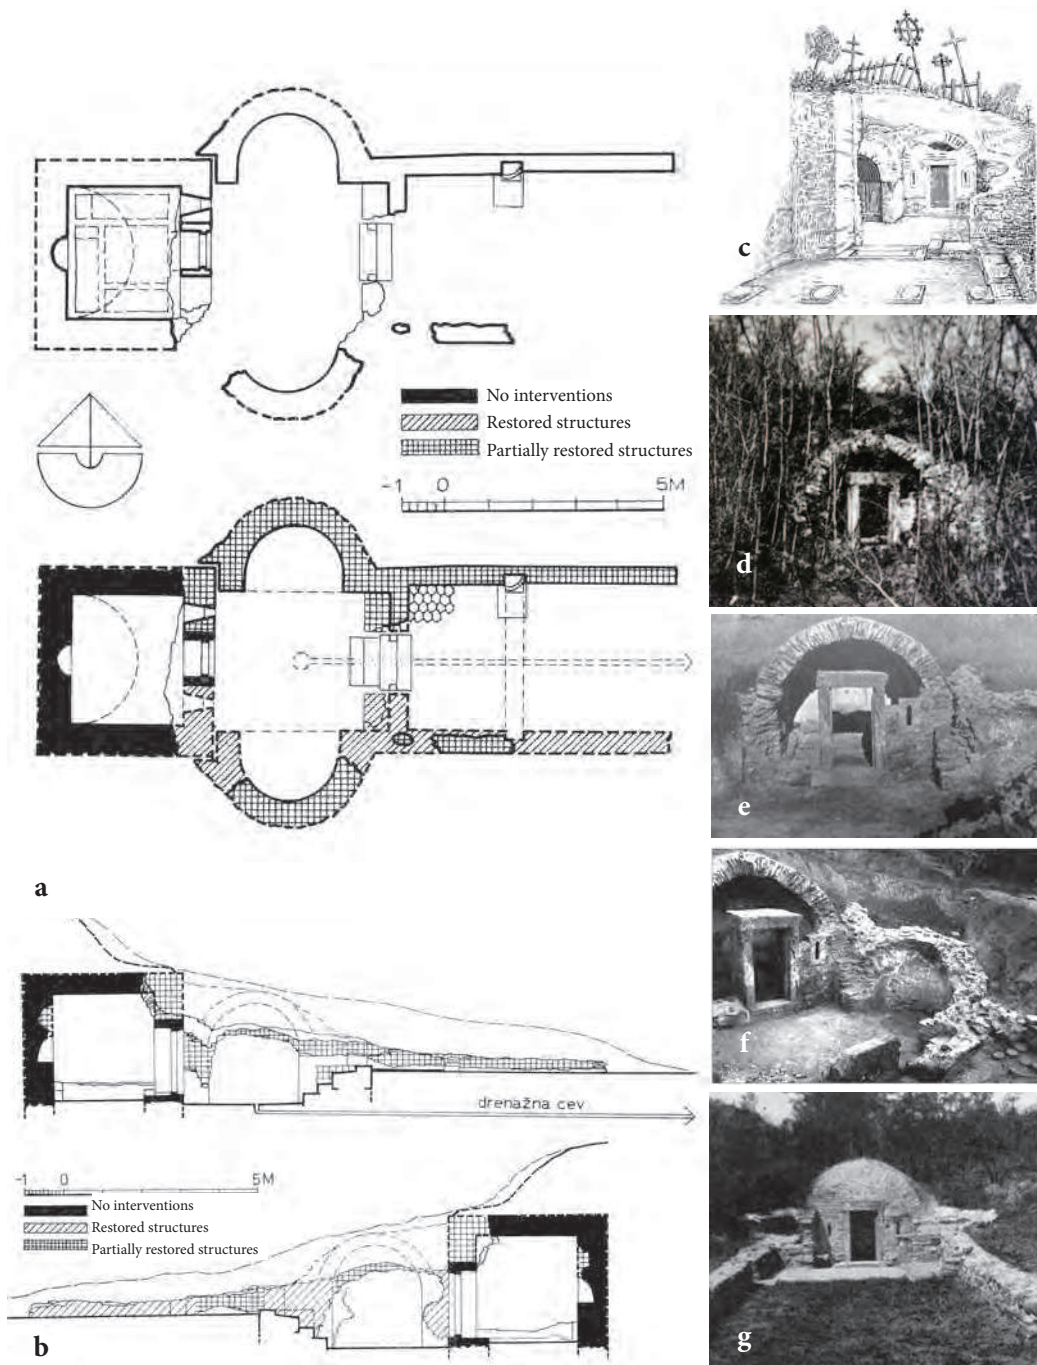 No interventions
Restored structures
Partially restored structures
-1 0 5M
a
drenažna cev
-1 0 5M
No interventions
Restored structures
Partially restored structures
b
c
d
e
f
g